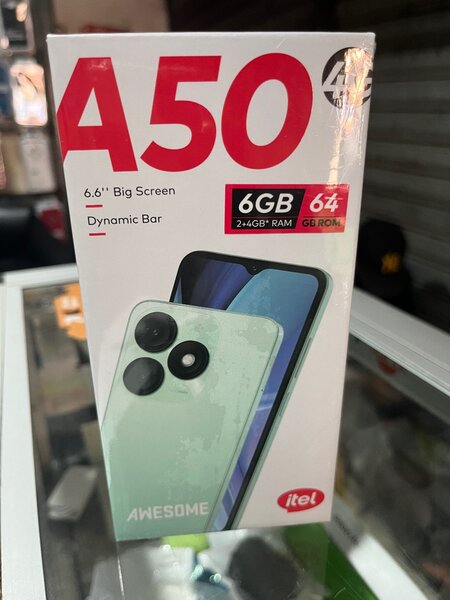 A50
4G
6.6'' Big Screen
Dynamic Bar
6GB
2+4GB* RAM
64
GB ROM
AWESOME
itel